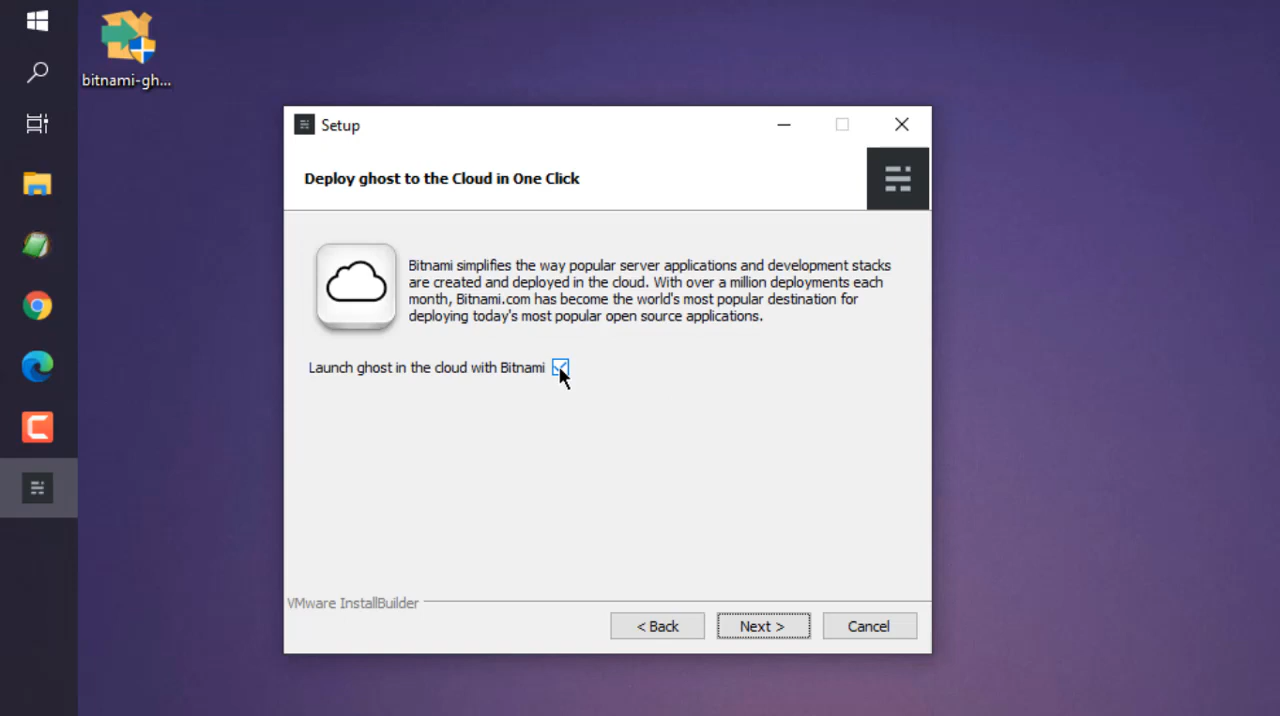 bitnami-gh...
Setup
Deploy ghost to the Cloud in One Click
Bitnami simplifies the way popular server applications and development stacks
are created and deployed in the cloud. With over a million deployments each
month, Bitnami.com has become the world's most popular destination for
deploying today's most popular open source applications.
Launch ghost in the cloud with Bitnami
VMware InstallBuilder
< Back
Next >
Cancel